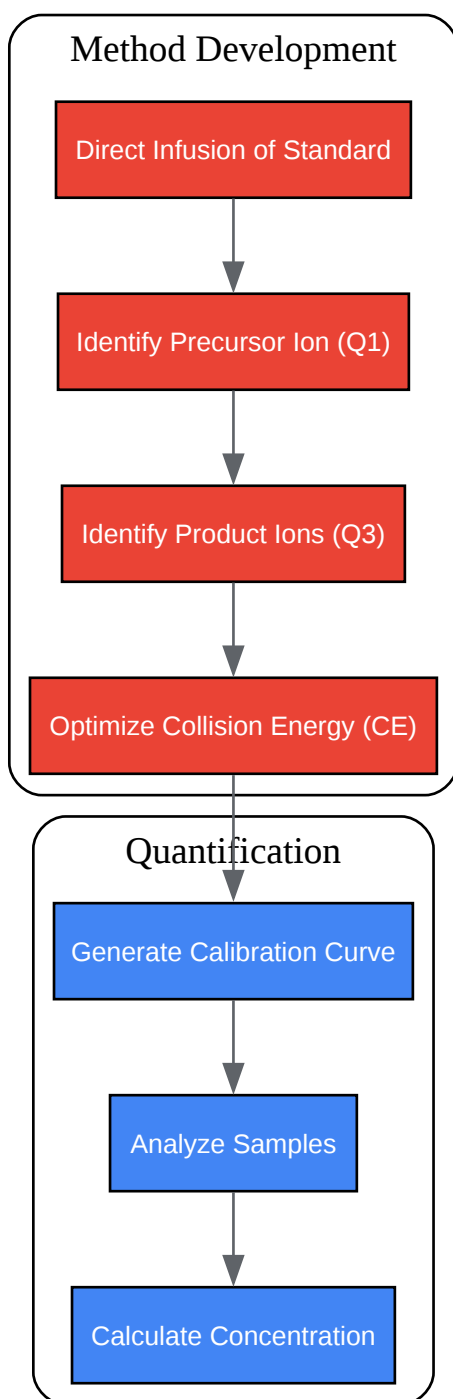 Method Development
Direct Infusion of Standard
Identify Precursor Ion (Q1)
Identify Product Ions (Q3)
Optimize Collision Energy (CE)
Quantification
Generate Calibration Curve
Analyze Samples
Calculate Concentration